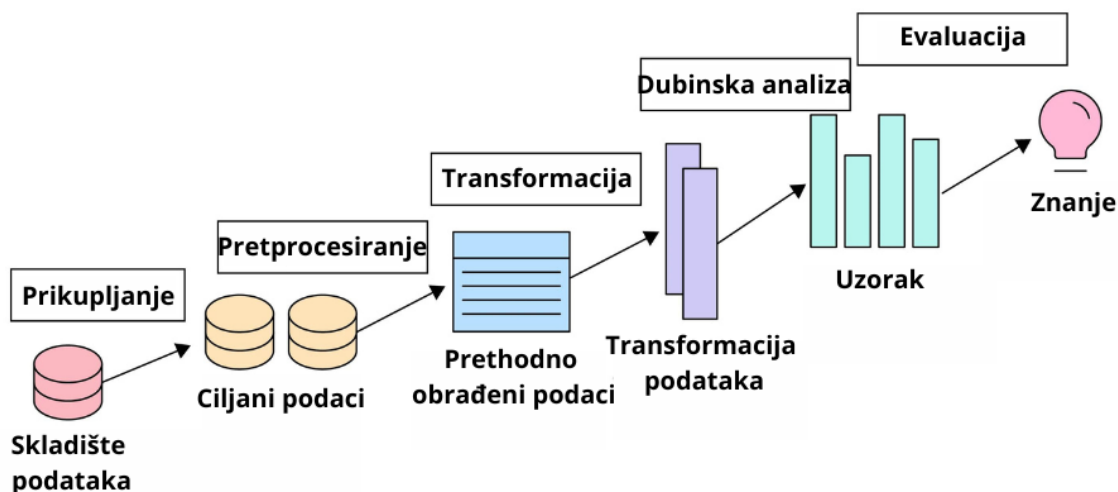 Evaluacija
Dubinska analiza
Transformacija
Pretprocesiranje
Prikupljanje
Znanje
Uzorak
Transformacija
podataka
Prethodno
obrađeni podaci
Ciljani podaci
Skladište
podataka